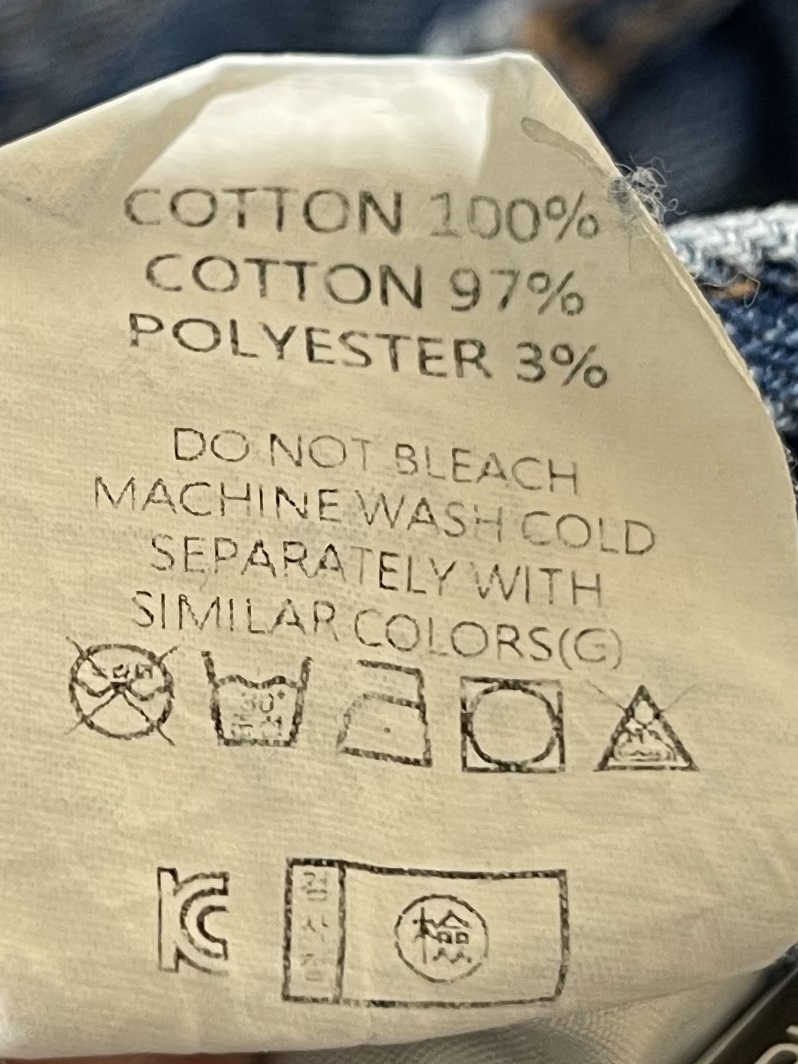 COTTON 100%
COTTON 97%
POLYESTER 3%
DO NOT BLEACH
MACHINE WASH COLD
SEPARATELY WITH
SIMILAR COLORS(G)
30°
KC
검사필
檢